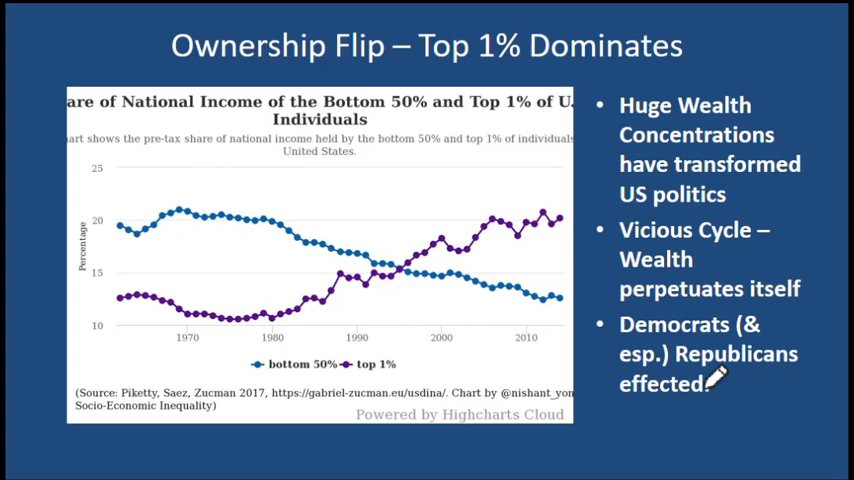 Ownership Flip – Top 1% Dominates
are of National Income of the Bottom 50% and Top 1% of U.
Individuals
art shows the pre-tax share of national income held by the bottom 50% and top 1% of individuals
United States.
25
20
15
10
Percentage
1970 1980 1990 2000 2010
bottom 50% top 1%
(Source: Piketty, Saez, Zucman 2017, https://gabriel-zucman.eu/usdina/. Chart by @nishant_yon
Socio-Economic Inequality)
Powered by Highcharts Cloud
• Huge Wealth
Concentrations
have transformed
US politics
• Vicious Cycle –
Wealth
perpetuates itself
• Democrats (&
esp.) Republicans
effected.